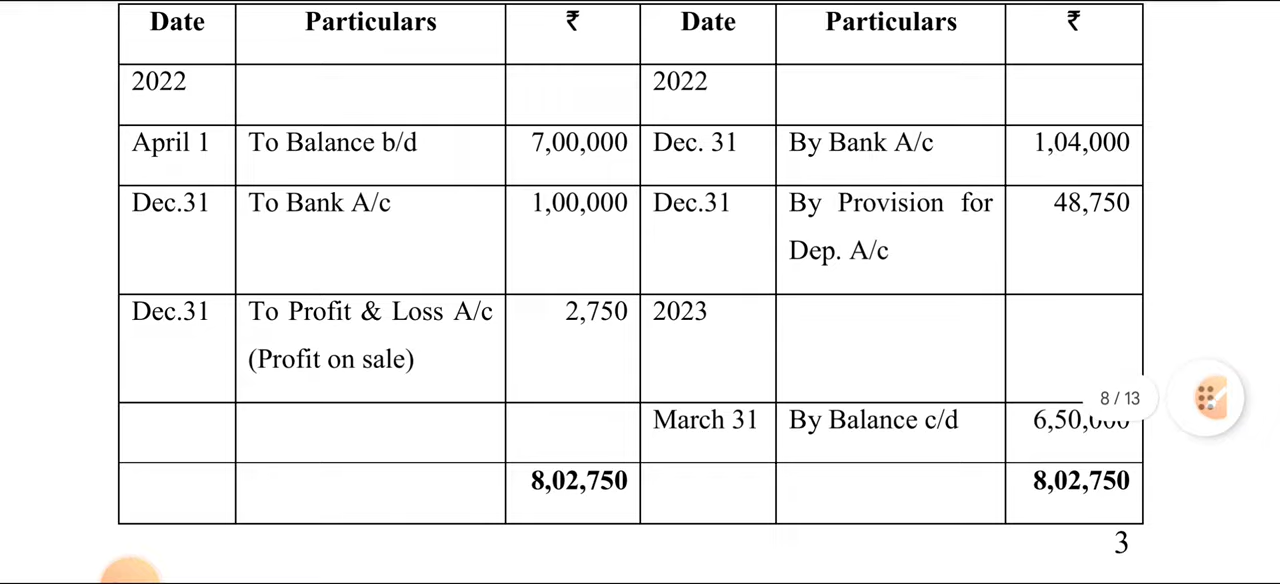 Date Particulars ₹ Date Particulars ₹
2022 2022
April 1 To Balance b/d 7,00,000 Dec. 31 By Bank A/c 1,04,000
Dec.31 To Bank A/c 1,00,000 Dec.31 By Provision for 48,750
Dep. A/c
Dec.31 To Profit & Loss A/c 2,750 2023
(Profit on sale)
8 / 13
March 31 By Balance c/d
8,02,750 8,02,750
3